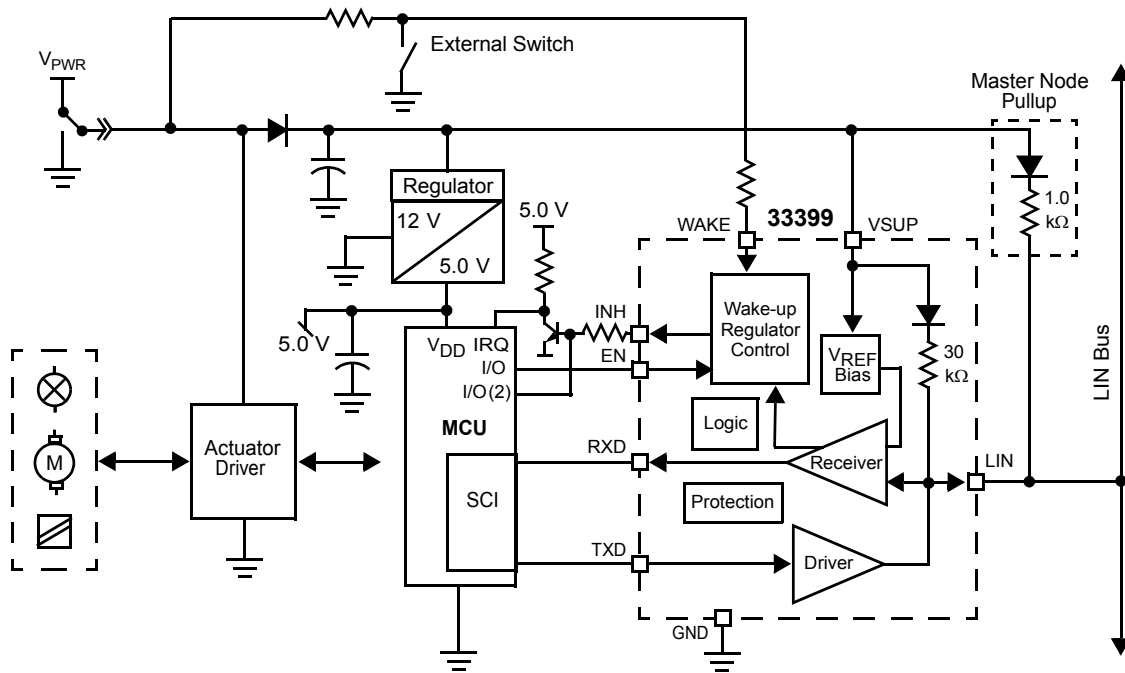 External Switch
VPWR
Master Node
Pullup
1.0
kΩ
Regulator
12 V
5.0 V
5.0 V
WAKE
33399
VSUP
INH
EN
Wake-up
Regulator
Control
VREF
Bias
30
kΩ
LIN Bus
5.0 V
VDD
IRQ
I/O
I/O(2)
MCU
Logic
Actuator
Driver
M
RXD
Receiver
LIN
SCI
Protection
TXD
Driver
GND